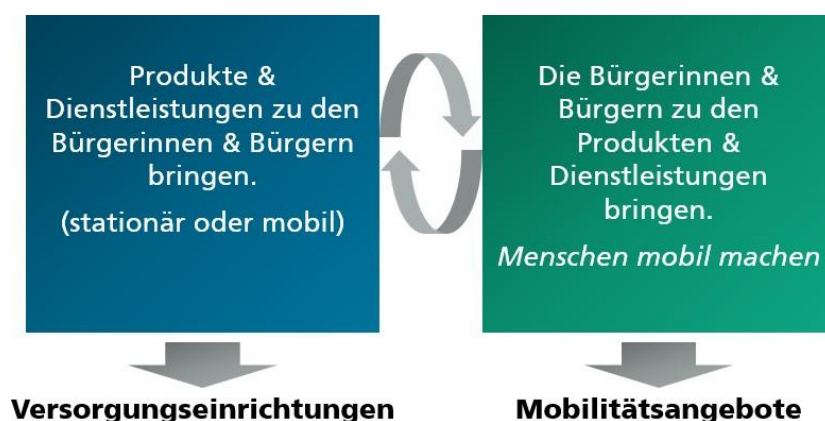 Produkte &
Dienstleistungen zu den
Bürgerinnen & Bürgern
bringen.
(stationär oder mobil)
Versorgungseinrichtungen
Die Bürgerinnen &
Bürgern zu den
Produkten &
Dienstleistungen
bringen.
Menschen mobil machen
Mobilitätsangebote